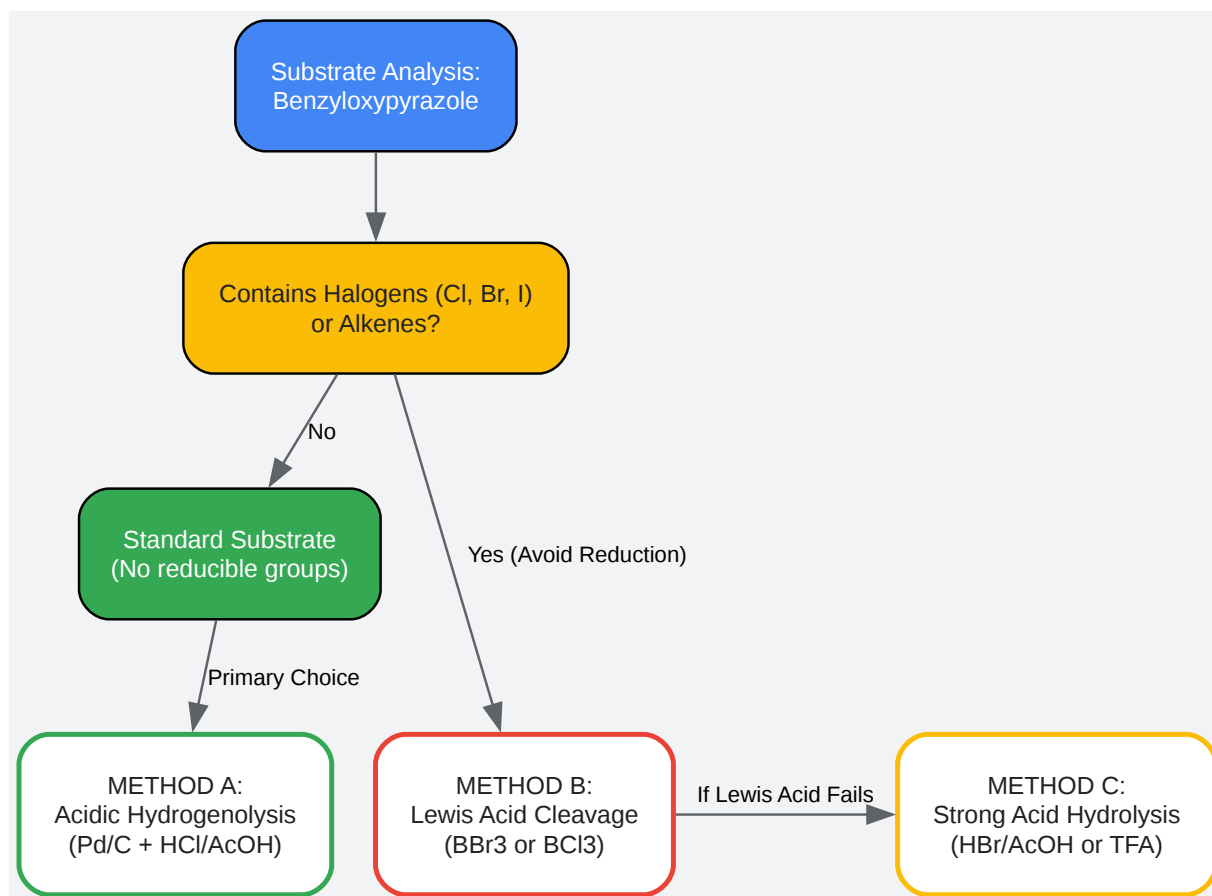 Substrate Analysis:
Benzyloxypyrazole
Contains Halogens (Cl, Br, I)
or Alkenes?
No
Standard Substrate
(No reducible groups)
Yes (Avoid Reduction)
Primary Choice
METHOD A:
Acidic Hydrogenolysis
(Pd/C + HCl/AcOH)
METHOD B:
Lewis Acid Cleavage
(BBr3 or BCl3)
If Lewis Acid Fails
METHOD C:
Strong Acid Hydrolysis
(HBr/AcOH or TFA)